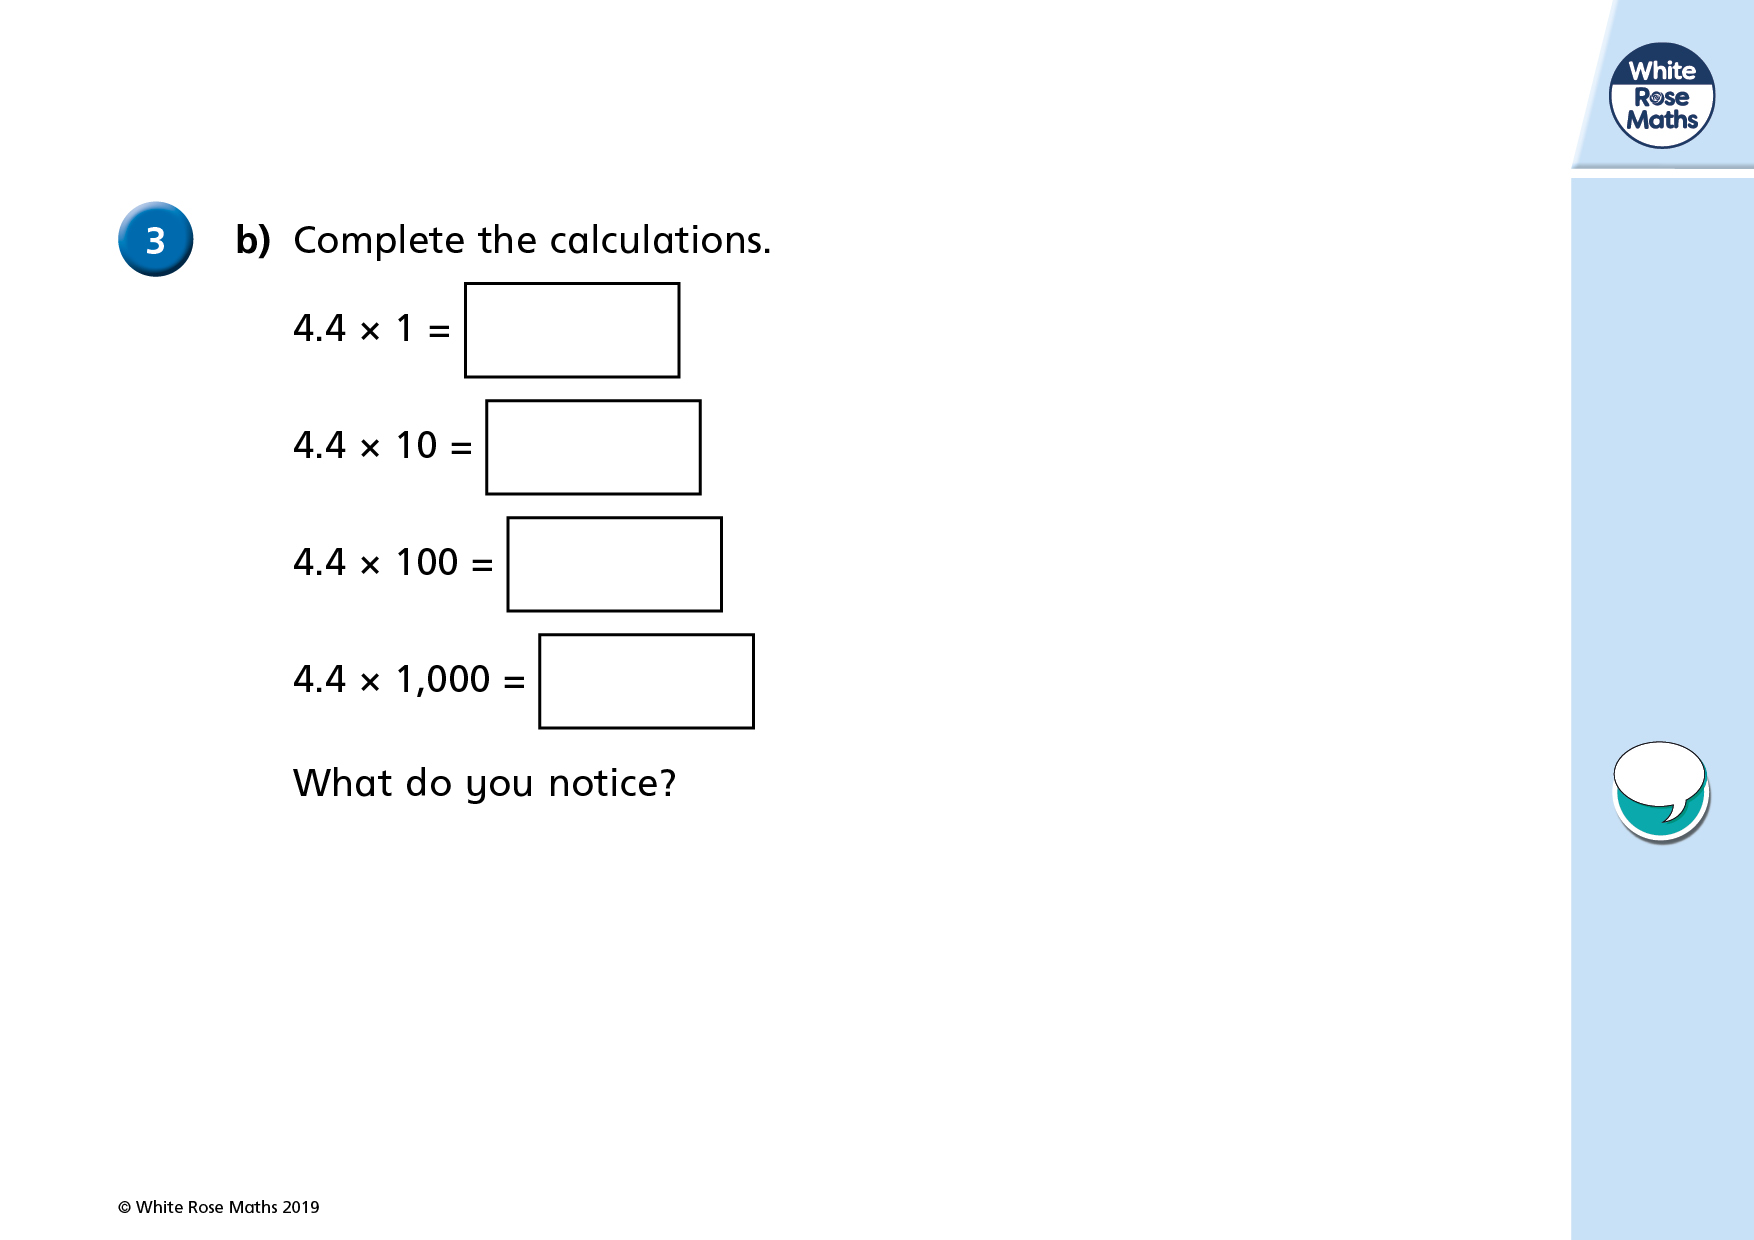 White
Rose
Maths
3 b) Complete the calculations.
4.4 × 1 =
4.4 × 10 =
4.4 × 100 =
4.4 × 1,000 =
What do you notice?
© White Rose Maths 2019